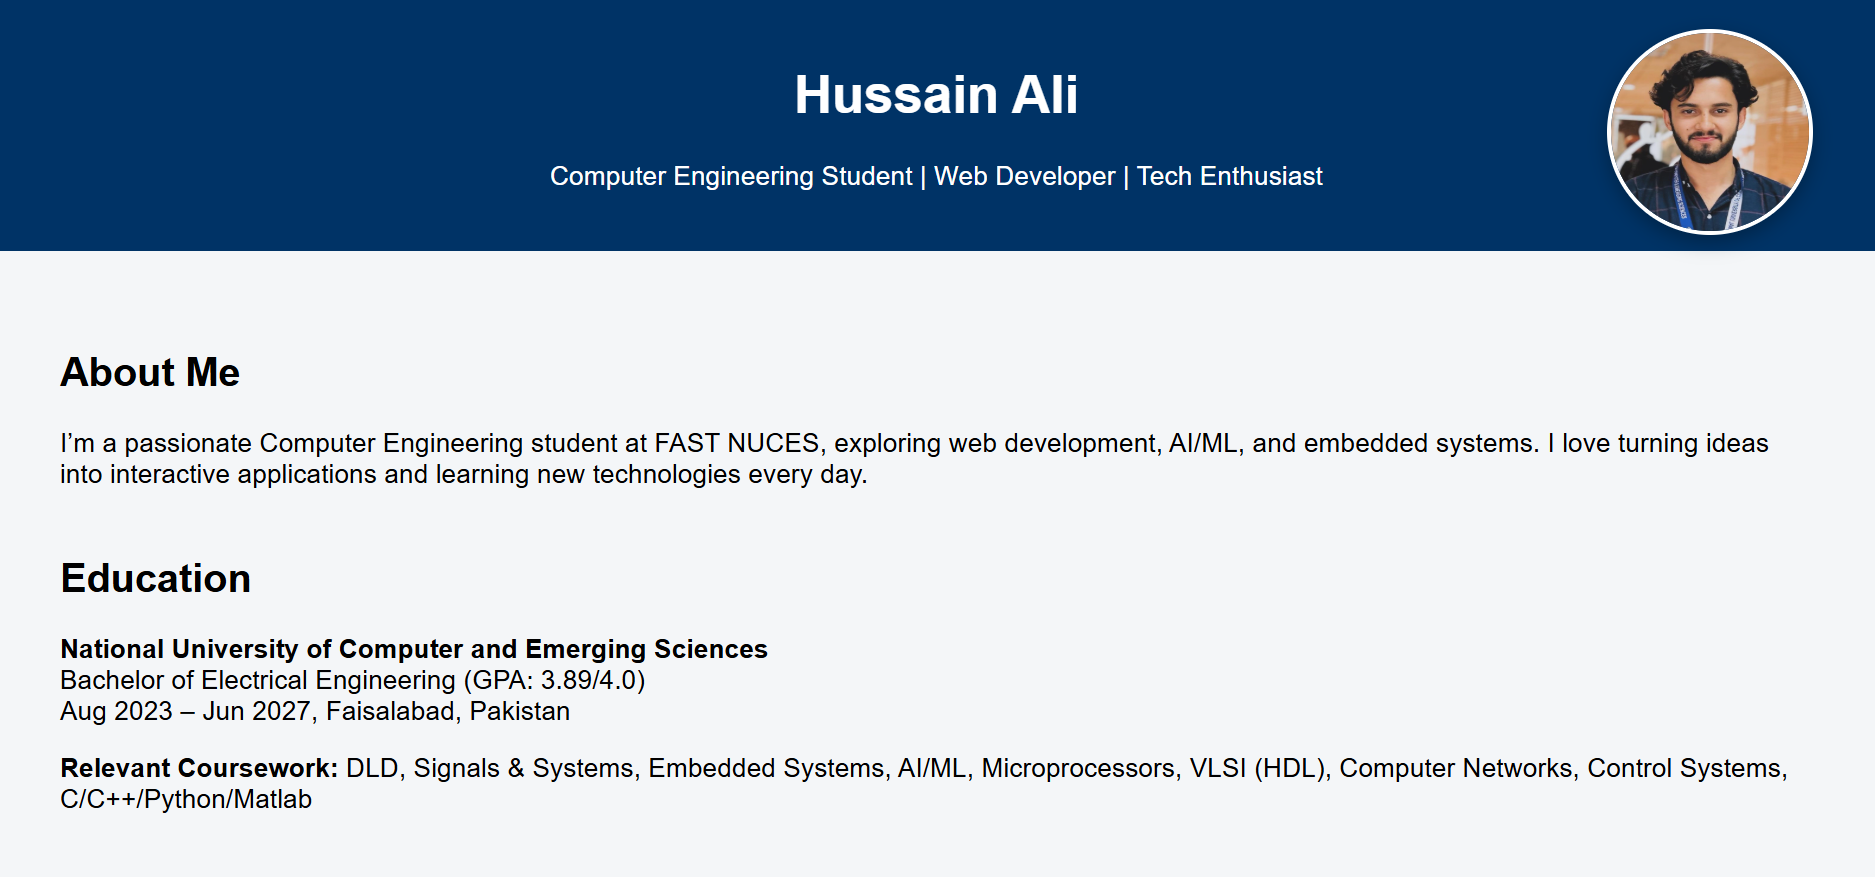 Hussain Ali
Computer Engineering Student | Web Developer | Tech Enthusiast
About Me
I’m a passionate Computer Engineering student at FAST NUCES, exploring web development, AI/ML, and embedded systems. I love turning ideas
into interactive applications and learning new technologies every day.
Education
National University of Computer and Emerging Sciences
Bachelor of Electrical Engineering (GPA: 3.89/4.0)
Aug 2023 – Jun 2027, Faisalabad, Pakistan
Relevant Coursework: DLD, Signals & Systems, Embedded Systems, AI/ML, Microprocessors, VLSI (HDL), Computer Networks, Control Systems,
C/C++/Python/Matlab